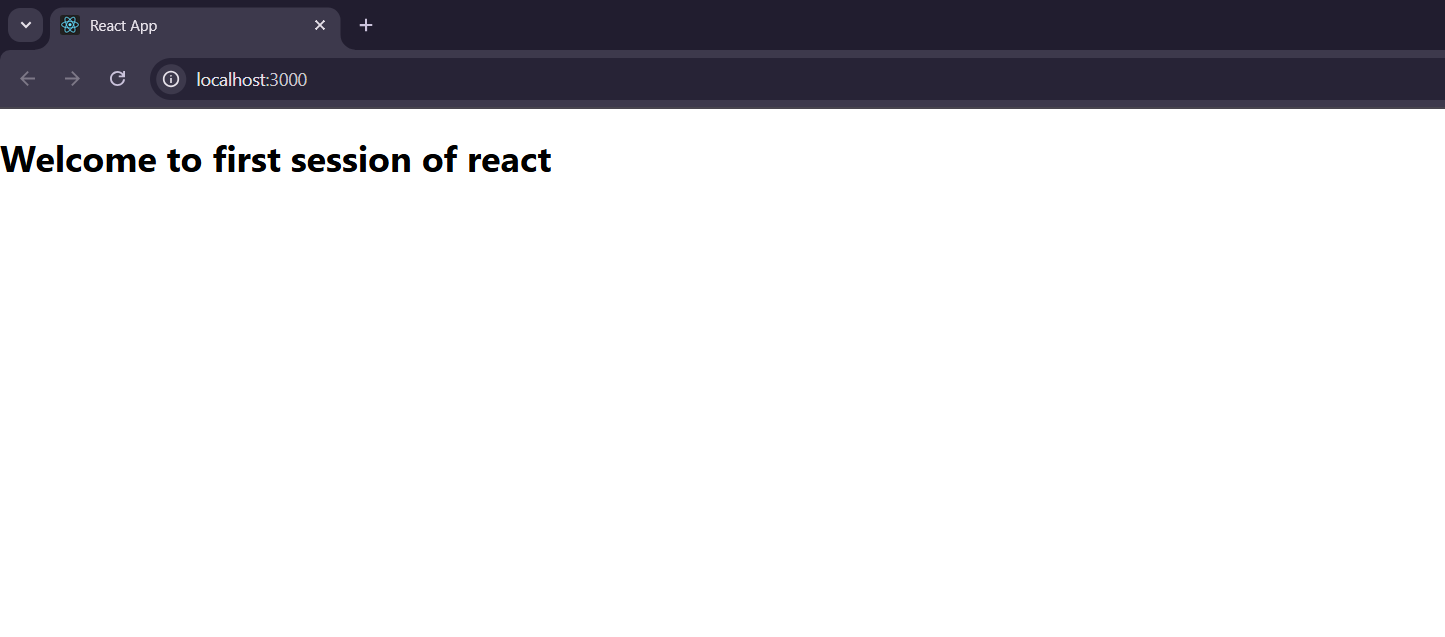 React App
localhost:3000
Welcome to first session of react